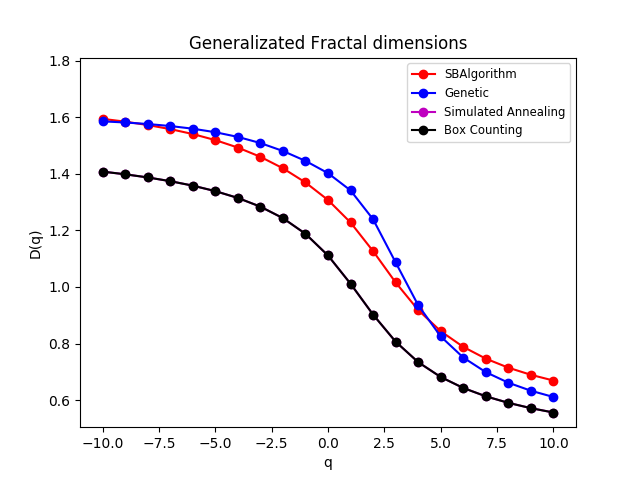 Generalizated Fractal dimensions
SBAlgorithm
Genetic
Simulated Annealing
Box Counting
D(q)
1.8
1.6
1.4
1.2
1.0
0.8
0.6
−10.0 −7.5 −5.0 −2.5 0.0 2.5 5.0 7.5 10.0
q